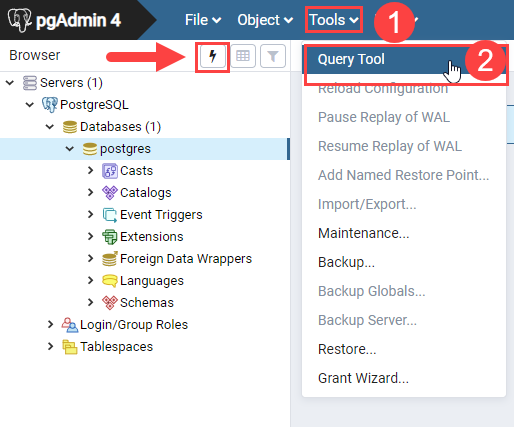 pgAdmin 4 File Object Tools
1
Browser
2
Query Tool
Reload Configuration
Pause Replay of WAL
Resume Replay of WAL
Add Named Restore Point...
Import/Export...
Maintenance...
Backup...
Backup Globals...
Backup Server...
Restore...
Grant Wizard...
Servers (1)
PostgreSQL
Databases (1)
postgres
Casts
Catalogs
Event Triggers
Extensions
Foreign Data Wrappers
Languages
Schemas
Login/Group Roles
Tablespaces